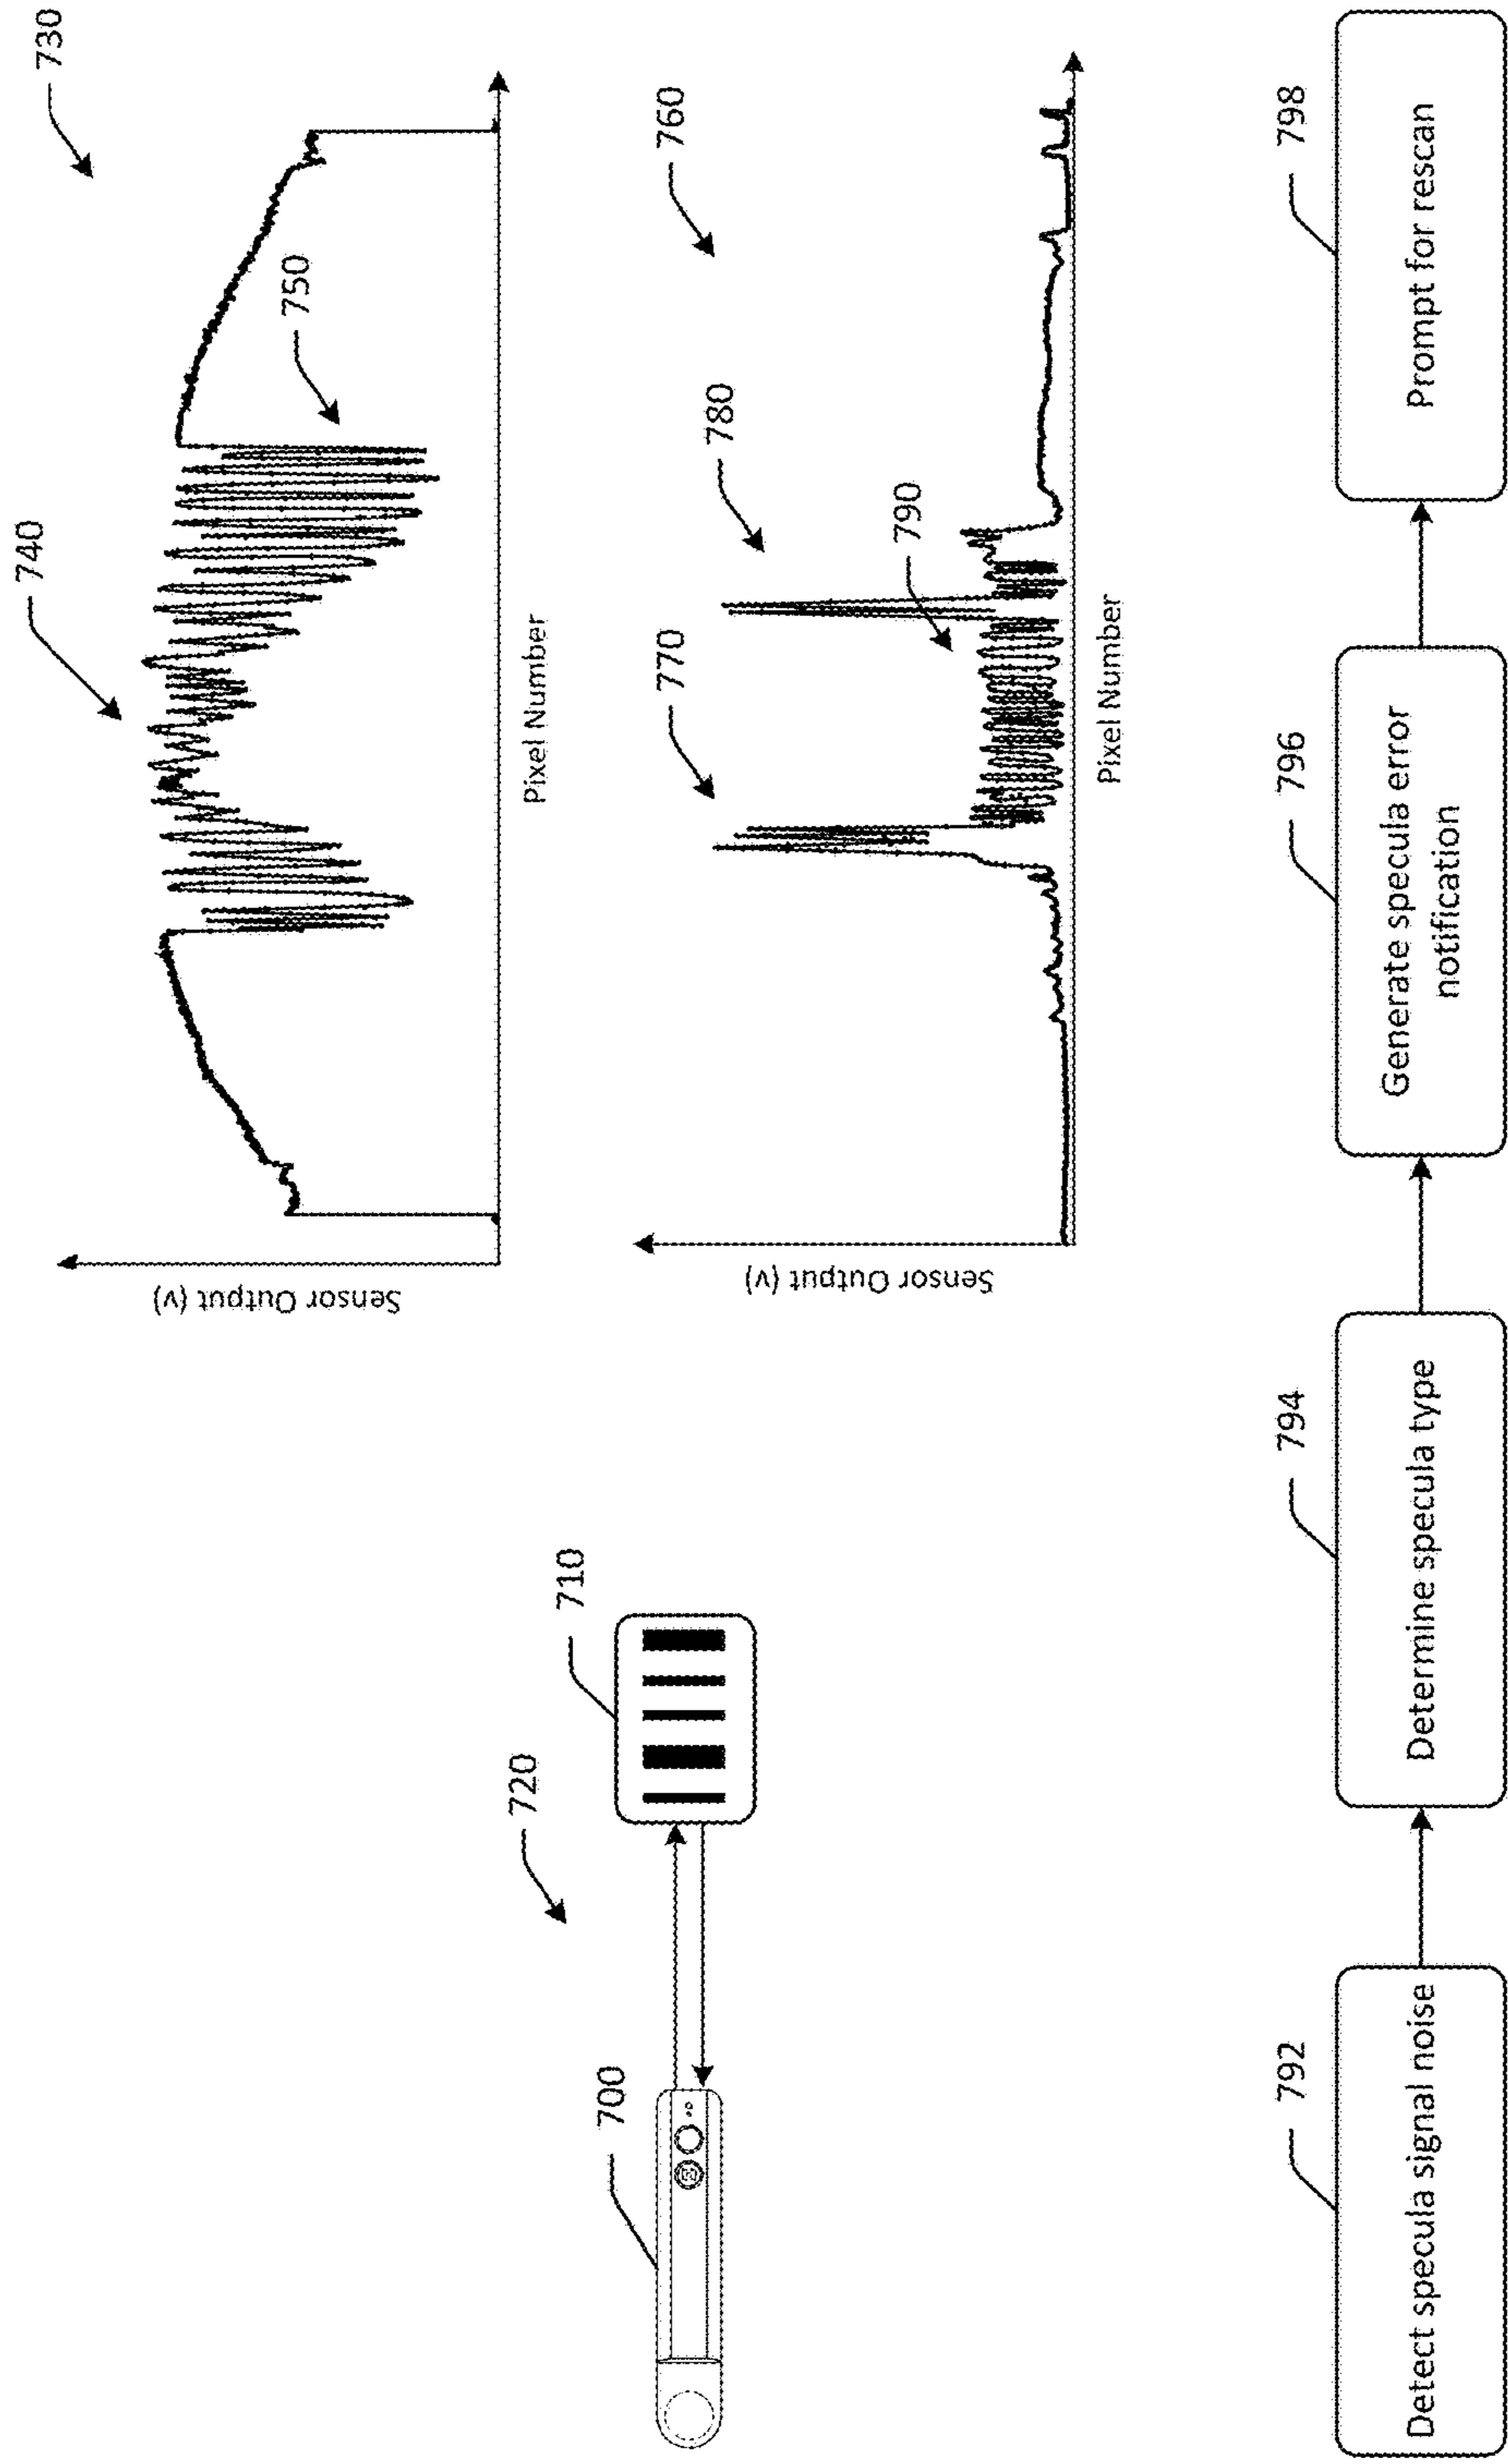 700
720
710
Sensor Output (v)
740
750
730
Pixel Number
Sensor Output (v)
770
790
780
760
Pixel Number
792
Detect specula signal noise
794
Determine specula type
796
Generate specula error
notification
798
Prompt for rescan